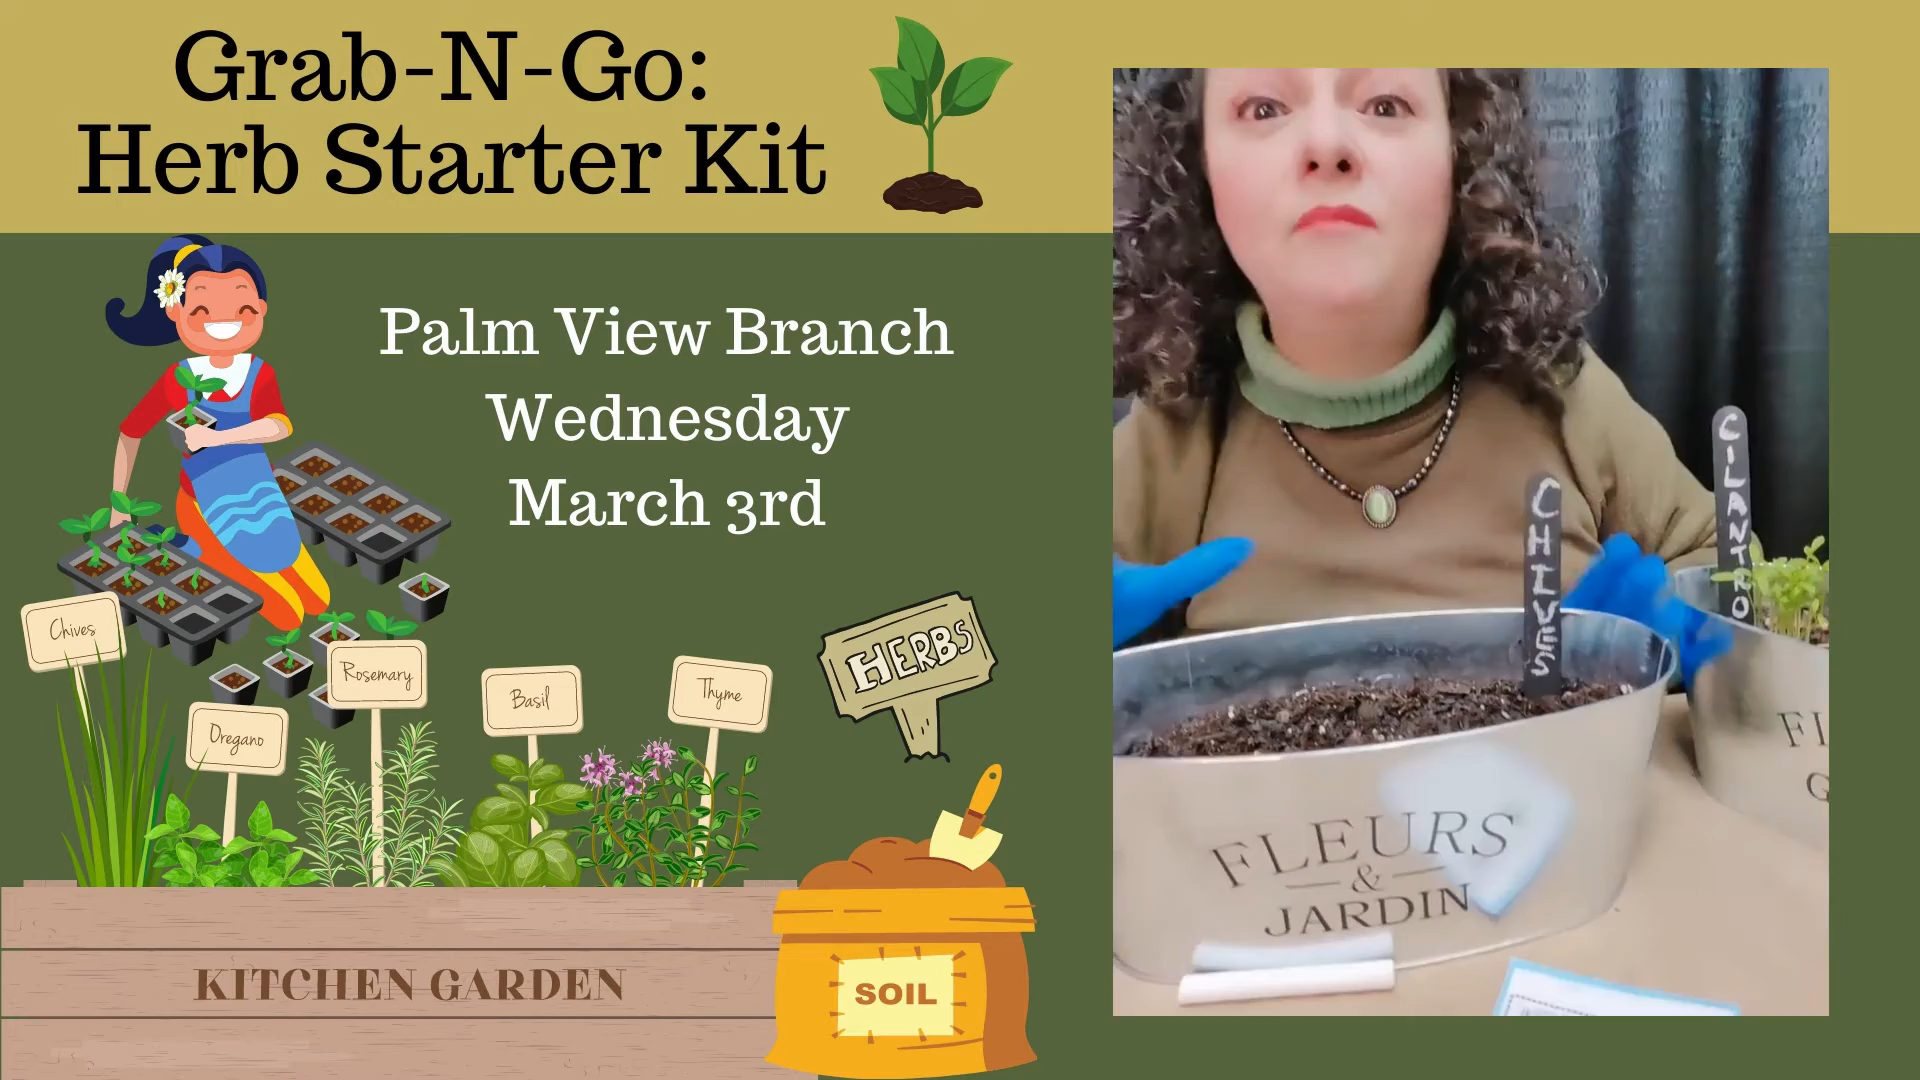 Grab-N-Go:
Herb Starter Kit
Palm View Branch
Wednesday
March 3rd
Chives
Oregano
Rosemary
Basil
Thyme
HERBS
KITCHEN GARDEN
SOIL
CHIVES
CILANTRO
FLEURS
&
JARDIN